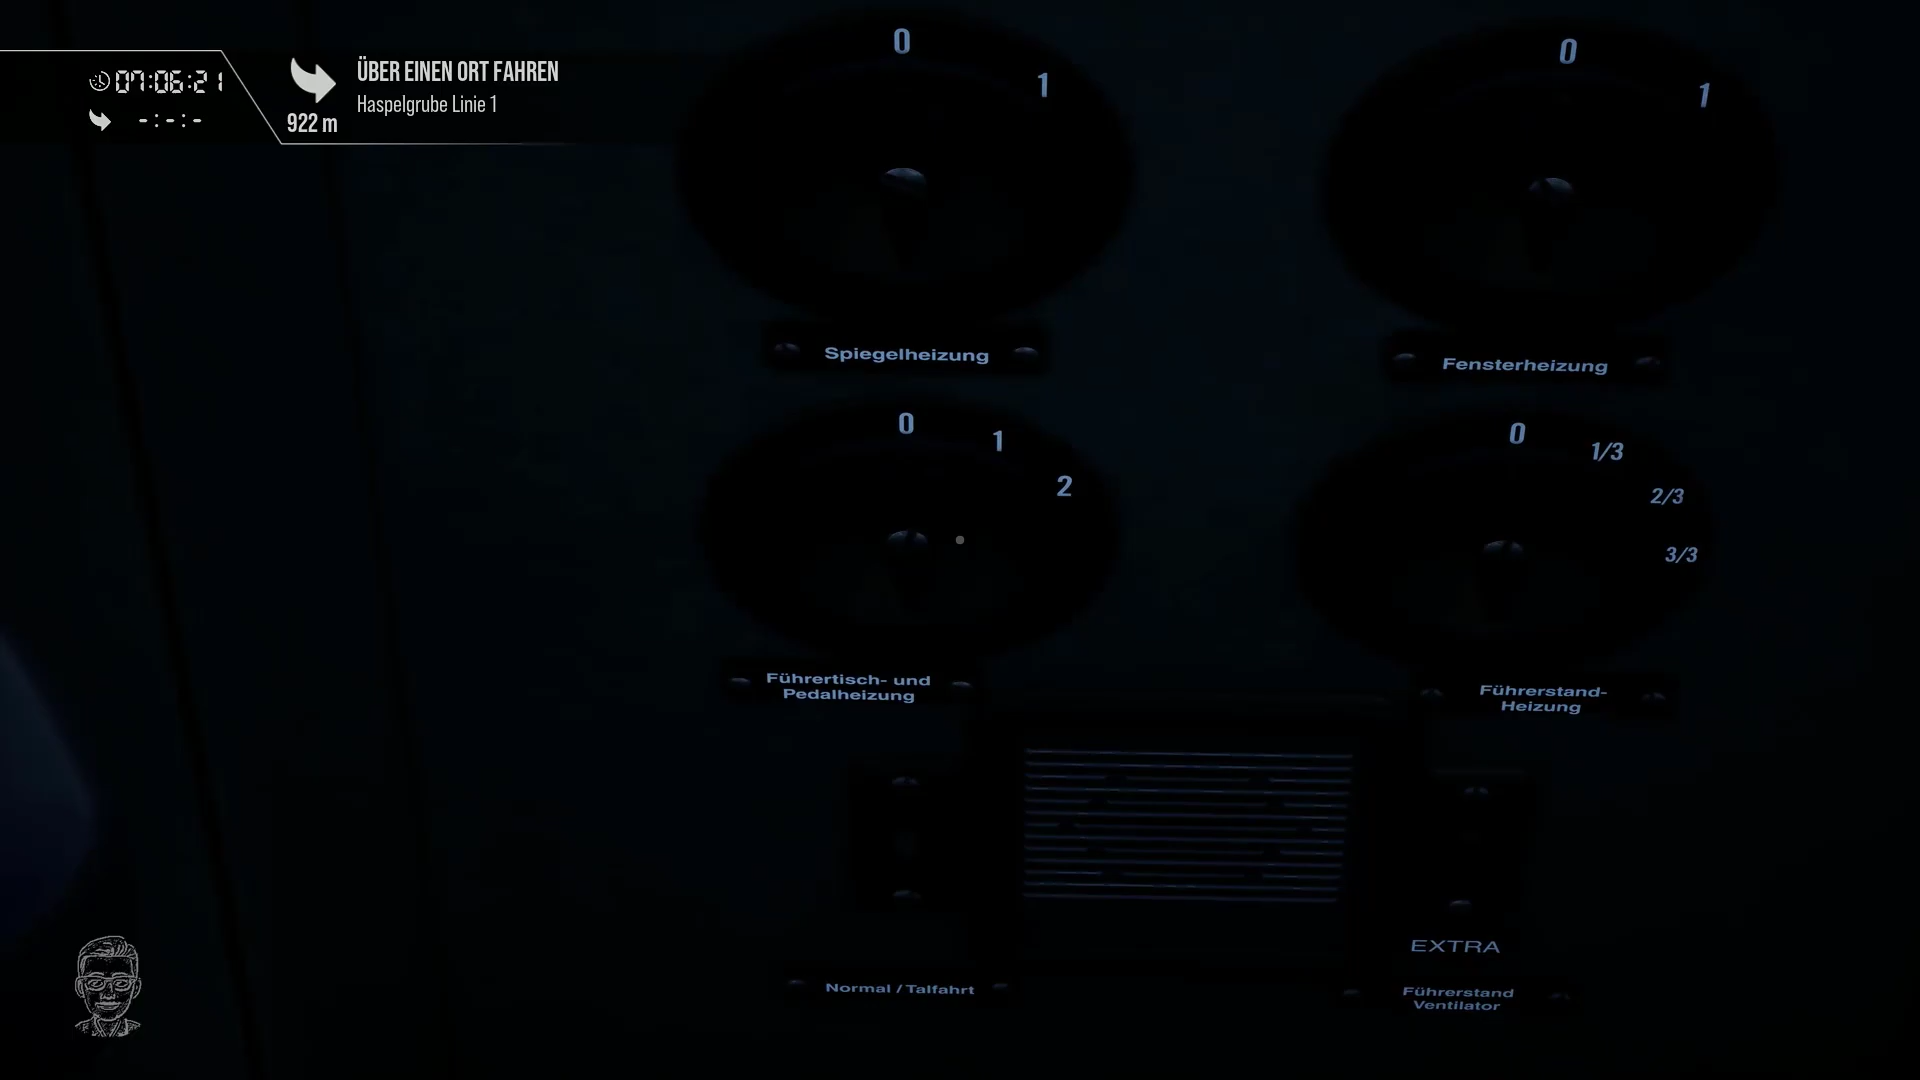 07:06:21
-:-:-
922 m
ÜBER EINEN ORT FAHREN
Haspelgrube Linie 1
0
1
0
1
Spiegelheizung
Fensterheizung
0
1
2
0
1/3
2/3
3/3
Führertisch- und
Pedalheizung
Führerstand-
Heizung
EXTRA
Normal / Talfahrt
Führerstand
Ventilator